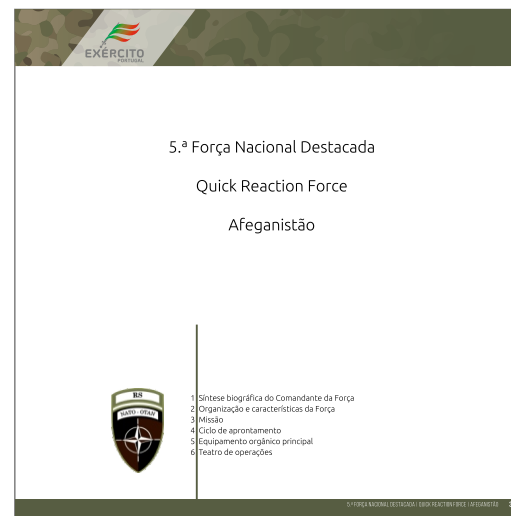 EXÉRCITO
PORTUGAL
5.ª Força Nacional Destacada
Quick Reaction Force
Afeganistão
RS
NATO - OTAN
1 Síntese biográfica do Comandante da Força
2 Organização e características da Força
3 Missão
4 Ciclo de aprontamento
5 Equipamento orgânico principal
6 Teatro de operações
5.ª FORÇA NACIONAL DESTACADA | QUICK REACTION FORCE | AFEGANISTÃO